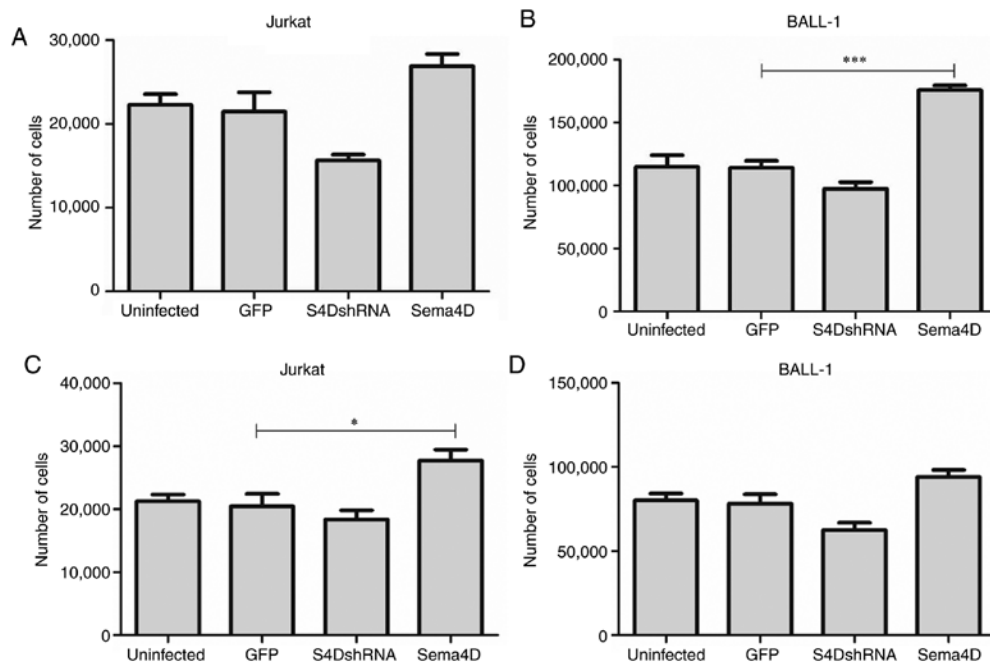 A
Jurkat
Number of cells
30,000
20,000
10,000
0
Uninfected GFP S4DshRNA Sema4D
B
BALL-1
Number of cells
200,000
150,000
100,000
50,000
0
***
Uninfected GFP S4DshRNA Sema4D
C
Jurkat
Number of cells
40,000
30,000
20,000
10,000
0
*
Uninfected GFP S4DshRNA Sema4D
D
BALL-1
Number of cells
150,000
100,000
50,000
0
Uninfected GFP S4DshRNA Sema4D